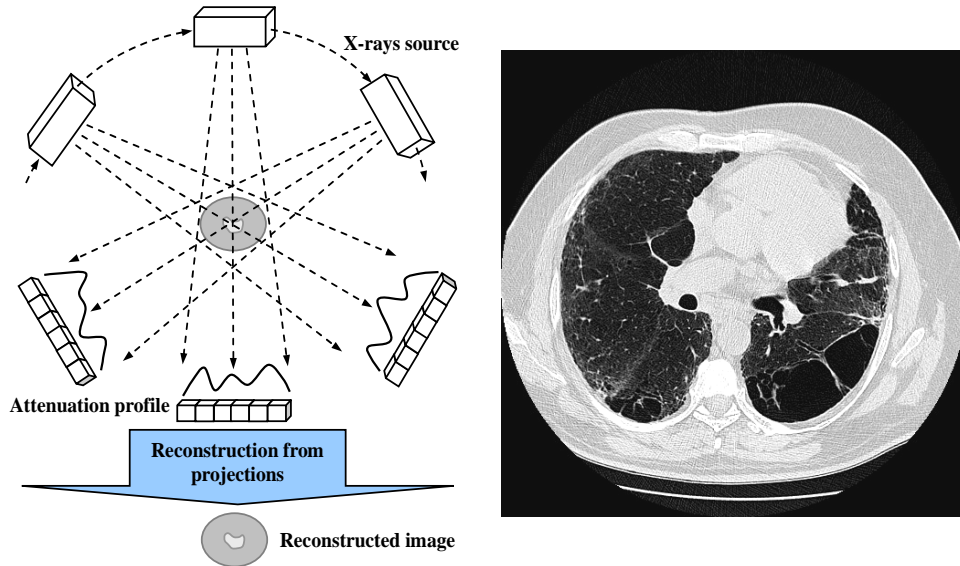 X-rays source
Attenuation profile
Reconstruction from
projections
Reconstructed image